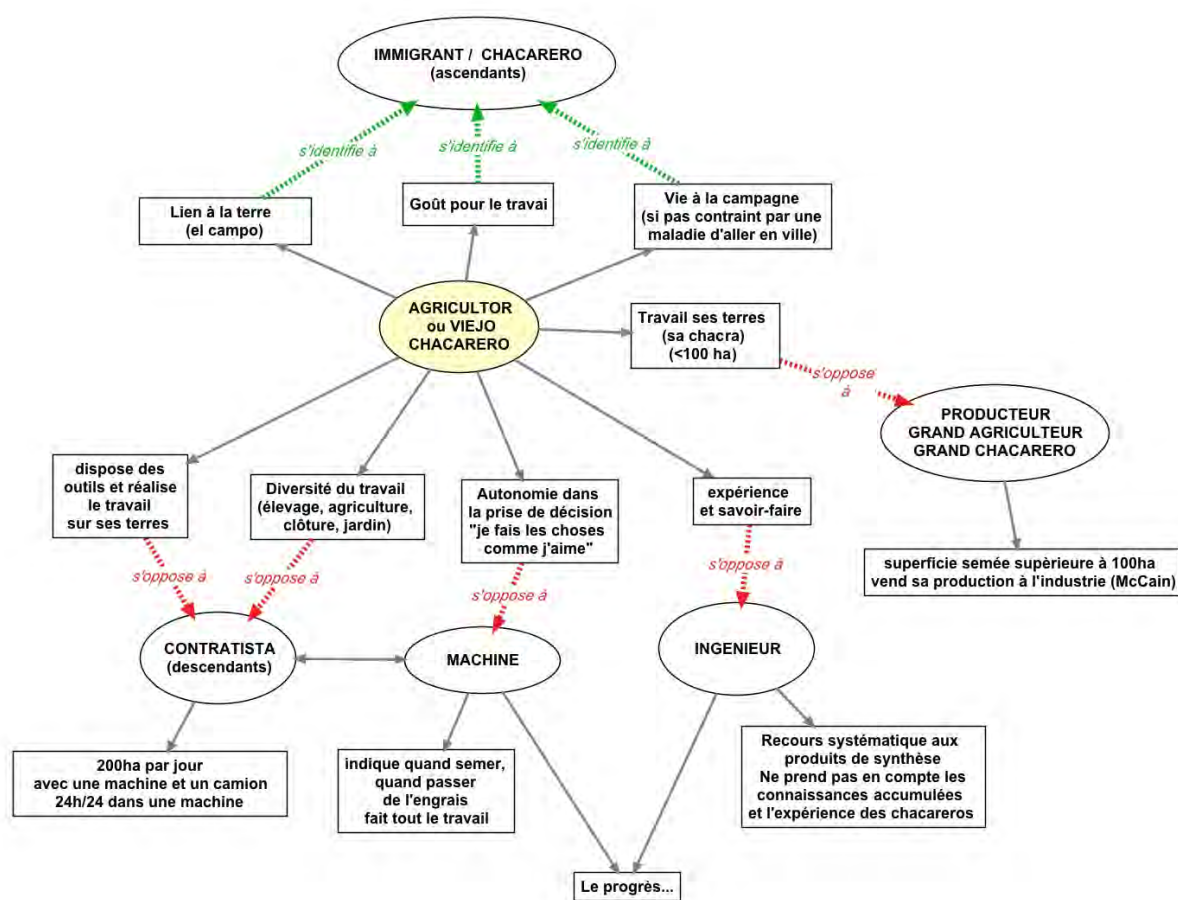 IMMIGRANT / CHACARERO
(ascendants)
s'identifie à
s'identifie à
s'identifie à
Lien à la terre
(el campo)
Goût pour le travai
Vie à la campagne
(si pas contraint par une
maladie d'aller en ville)
AGRICULTOR
ou VIEJO
CHACARERO
Travail ses terres
(sa chacra)
(<100 ha)
s'oppose
à
PRODUCTEUR
GRAND AGRICULTEUR
GRAND CHACARERO
dispose des
outils et réalise
le travail
sur ses terres
Diversité du travail
(élevage, agriculture,
clôture, jardin)
Autonomie dans
la prise de décision
"je fais les choses
comme j'aime"
expérience
et savoir-faire
superficie semée supèrieure à 100ha
vend sa production à l'industrie (McCain)
s'oppose à
s'oppose à
s'oppose à
s'oppose à
CONTRATISTA
(descendants)
MACHINE
INGENIEUR
200ha par jour
avec une machine et un camion
24h/24 dans une machine
indique quand semer,
quand passer
de l'engrais
fait tout le travail
Recours systématique aux
produits de synthèse
Ne prend pas en compte les
connaissances accumulées
et l'expérience des chacareros
Le progrès...